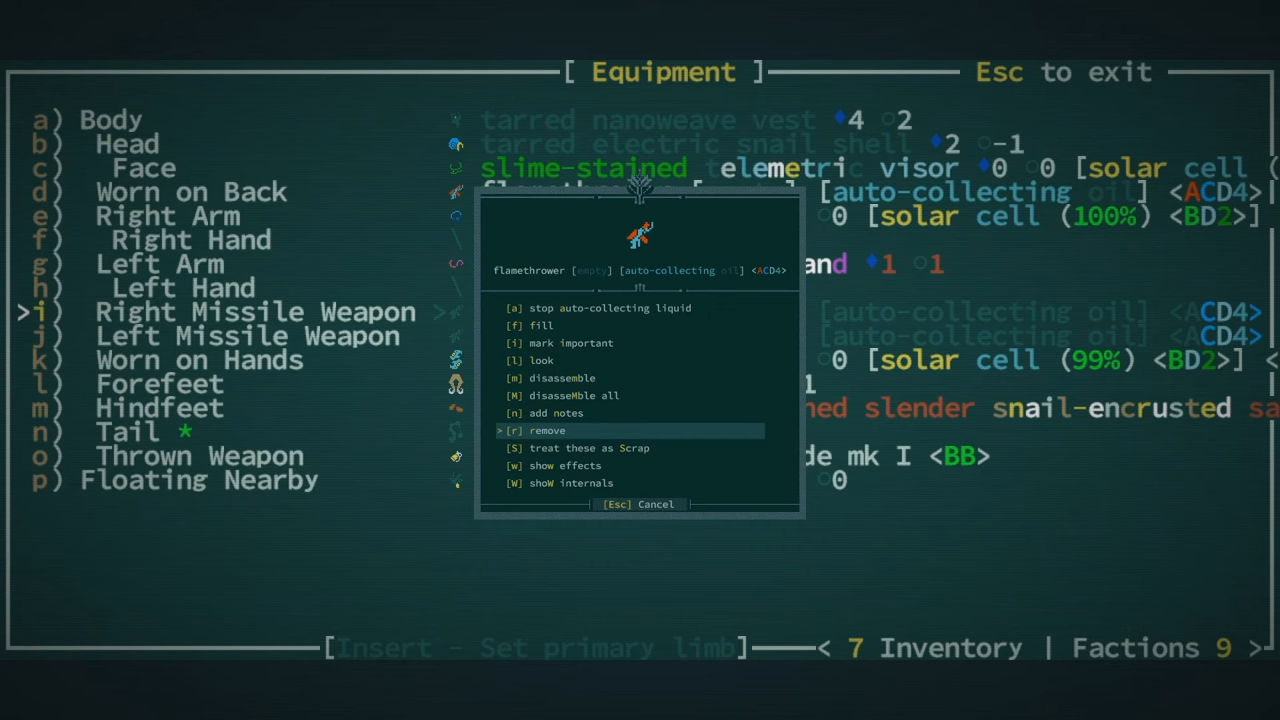 [ Equipment ]
Esc to exit
a) Body tarred nanoweave vest ♦4 ○2
b) Head tarred electric snail shell ♦2 ○-1
c) Face slime-stained telemetric visor ♦0 ○0 [solar cell (
d) Worn on Back [auto-collecting oil] <ACD4>
e) Right Arm ○0 [solar cell (100%) <BD2>]
f) Right Hand
g) Left Arm and ♦1 ○1
h) Left Hand
>i) Right Missile Weapon > [auto-collecting oil] <ACD4>
j) Left Missile Weapon [auto-collecting oil] <ACD4>
k) Worn on Hands ○0 [solar cell (99%) <BD2>] <
l) Forefeet 1
m) Hindfeet ned slender snail-encrusted sa
n) Tail *
o) Thrown Weapon de mk I <BB>
p) Floating Nearby ○0
flamethrower [empty] [auto-collecting oil] <ACD4>
[a] stop auto-collecting liquid
[f] fill
[i] mark important
[l] look
[m] disassemble
[M] disasseMble all
[n] add notes
> [r] remove
[S] treat these as Scrap
[w] show effects
[W] shoW internals
[Esc] Cancel
[Insert - Set primary limb]
< 7 Inventory | Factions 9 >